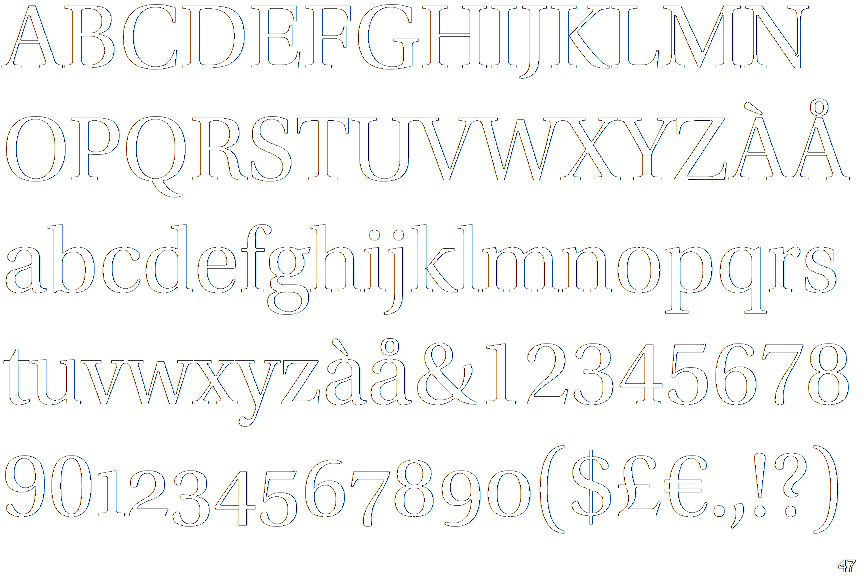 ABCDEFGHIJKLMN
OPQRSTUVWXYZÀÅ
abcdefghijklmnopqrs
tuvwxyzàå&12345678
901234567890($£€.,!?)
47